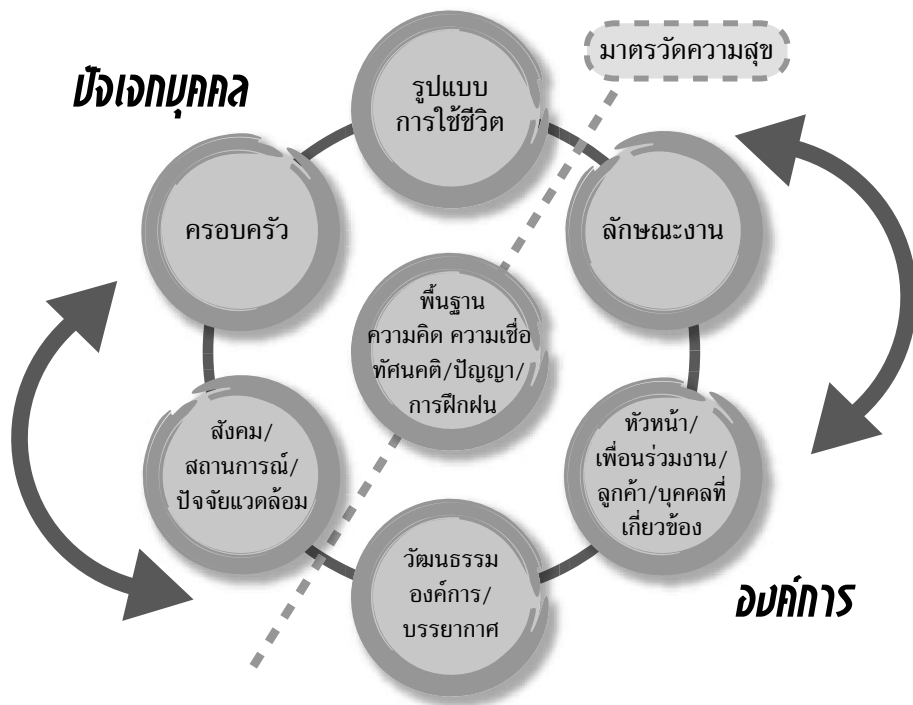 มาตรวัดความสุข
ปัจเจกบุคคล
รูปแบบ
การใช้ชีวิต
ครอบครัว
ลักษณะงาน
พื้นฐาน
ความคิด ความเชื่อ
ทัศนคติ/ปัญญา/
การฝึกฝน
สังคม/
สถานการณ์/
ปัจจัยแวดล้อม
หัวหน้า/
เพื่อนร่วมงาน/
ลูกค้า/บุคคลที่
เกี่ยวข้อง
วัฒนธรรม
องค์การ/
บรรยากาศ
องค์การ